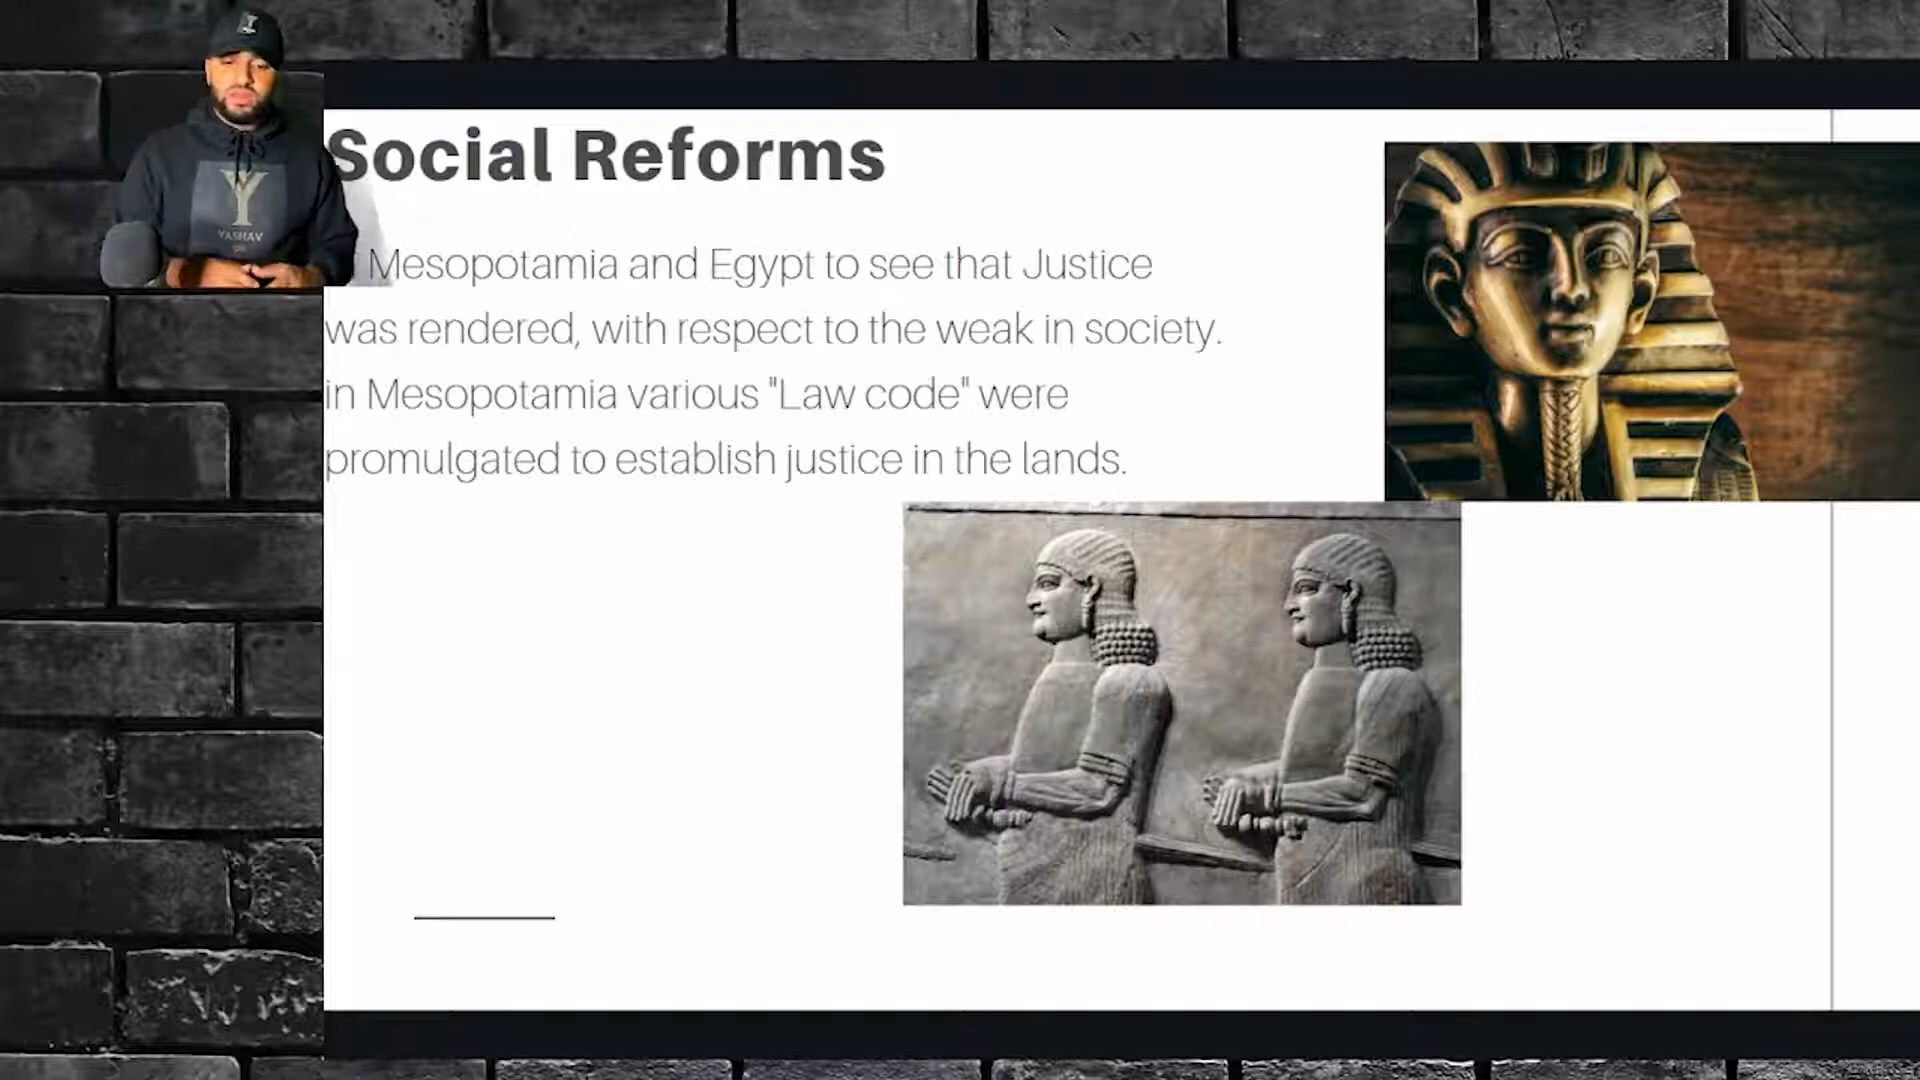 Y
YASHAV
Social Reforms
Mesopotamia and Egypt to see that Justice
was rendered, with respect to the weak in society.
in Mesopotamia various "Law code" were
promulgated to establish justice in the lands.